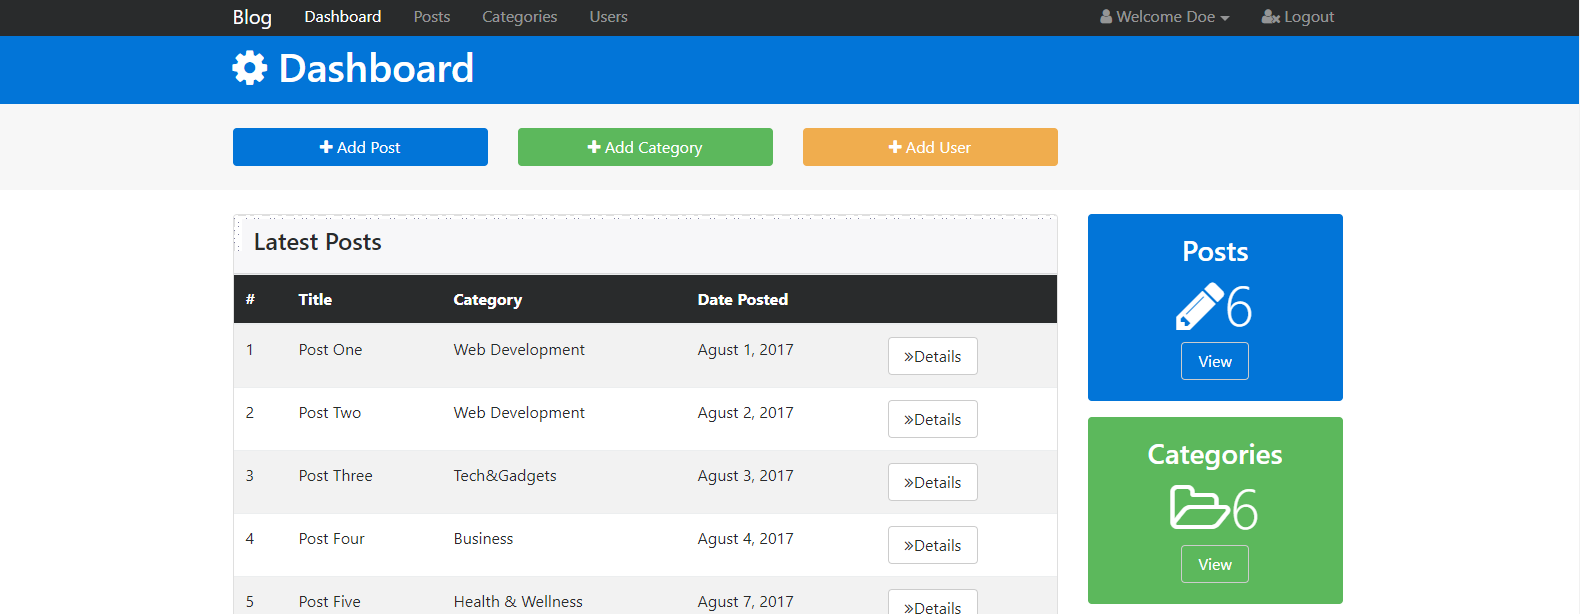 Blog Dashboard Posts Categories Users Welcome Doe Logout
Dashboard
Add Post Add Category Add User
Latest Posts
# Title Category Date Posted
1 Post One Web Development Agust 1, 2017 »Details
2 Post Two Web Development Agust 2, 2017 »Details
3 Post Three Tech&Gadgets Agust 3, 2017 »Details
4 Post Four Business Agust 4, 2017 »Details
5 Post Five Health & Wellness Agust 7, 2017 »Details
Posts
6
View
Categories
6
View